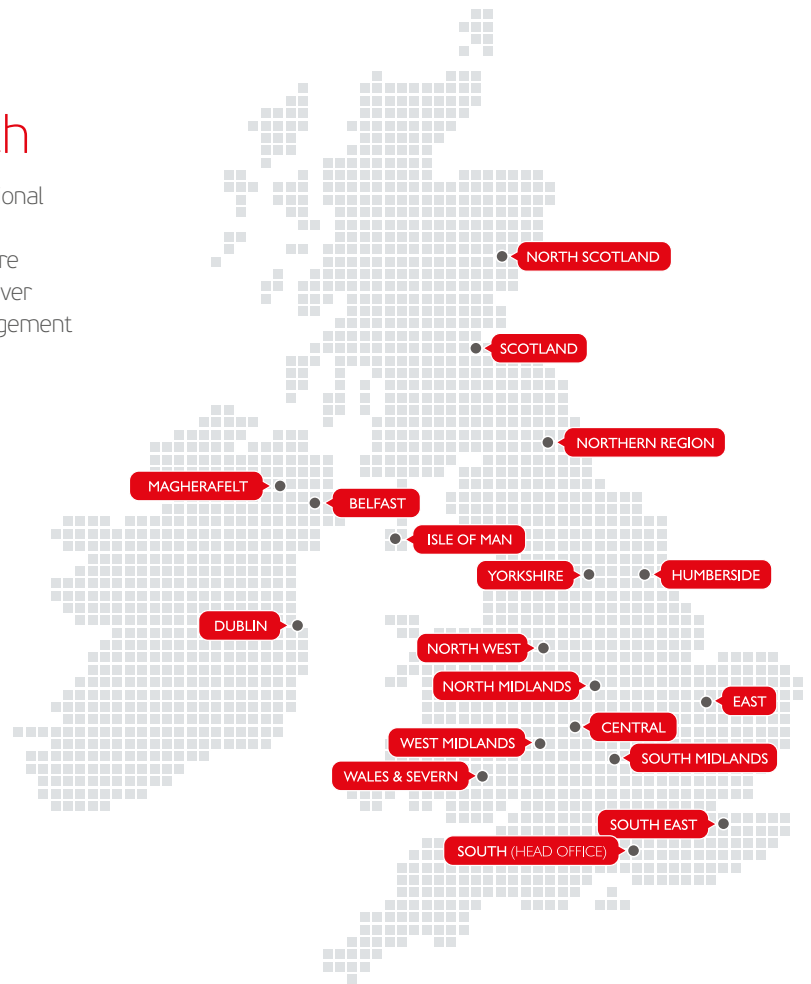 h
onal
re
ver
gement
NORTH SCOTLAND
SCOTLAND
NORTHERN REGION
MAGHERAFELT
BELFAST
ISLE OF MAN
YORKSHIRE
HUMBERSIDE
DUBLIN
NORTH WEST
NORTH MIDLANDS
EAST
CENTRAL
WEST MIDLANDS
SOUTH MIDLANDS
WALES & SEVERN
SOUTH EAST
SOUTH (HEAD OFFICE)